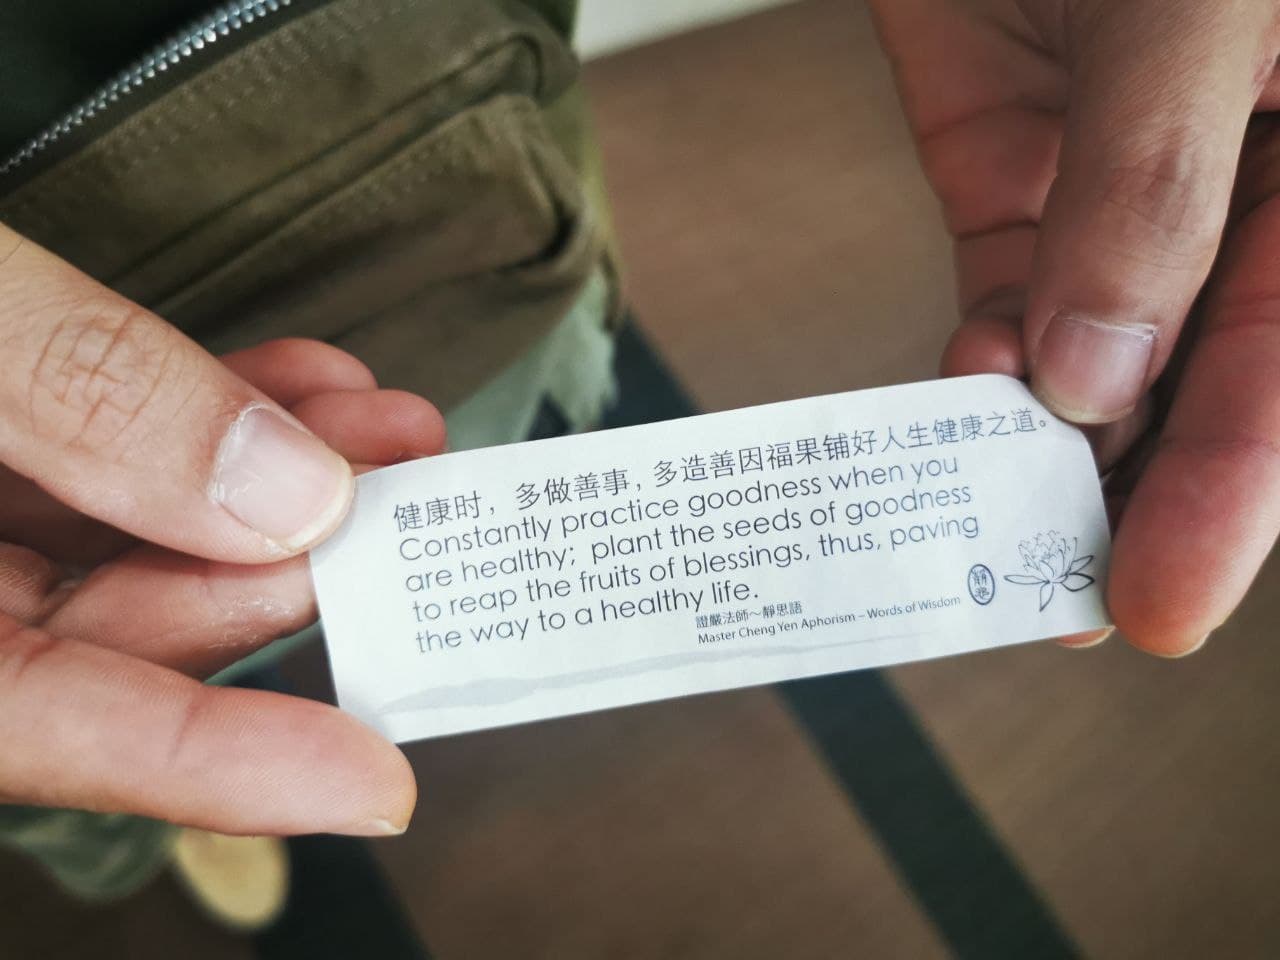 健康时，多做善事，多造善因福果铺好人生健康之道。
Constantly practice goodness when you
are healthy; plant the seeds of goodness
to reap the fruits of blessings, thus, paving
the way to a healthy life.
證嚴法師～靜思語
Master Cheng Yen Aphorism – Words of Wisdom
靜思